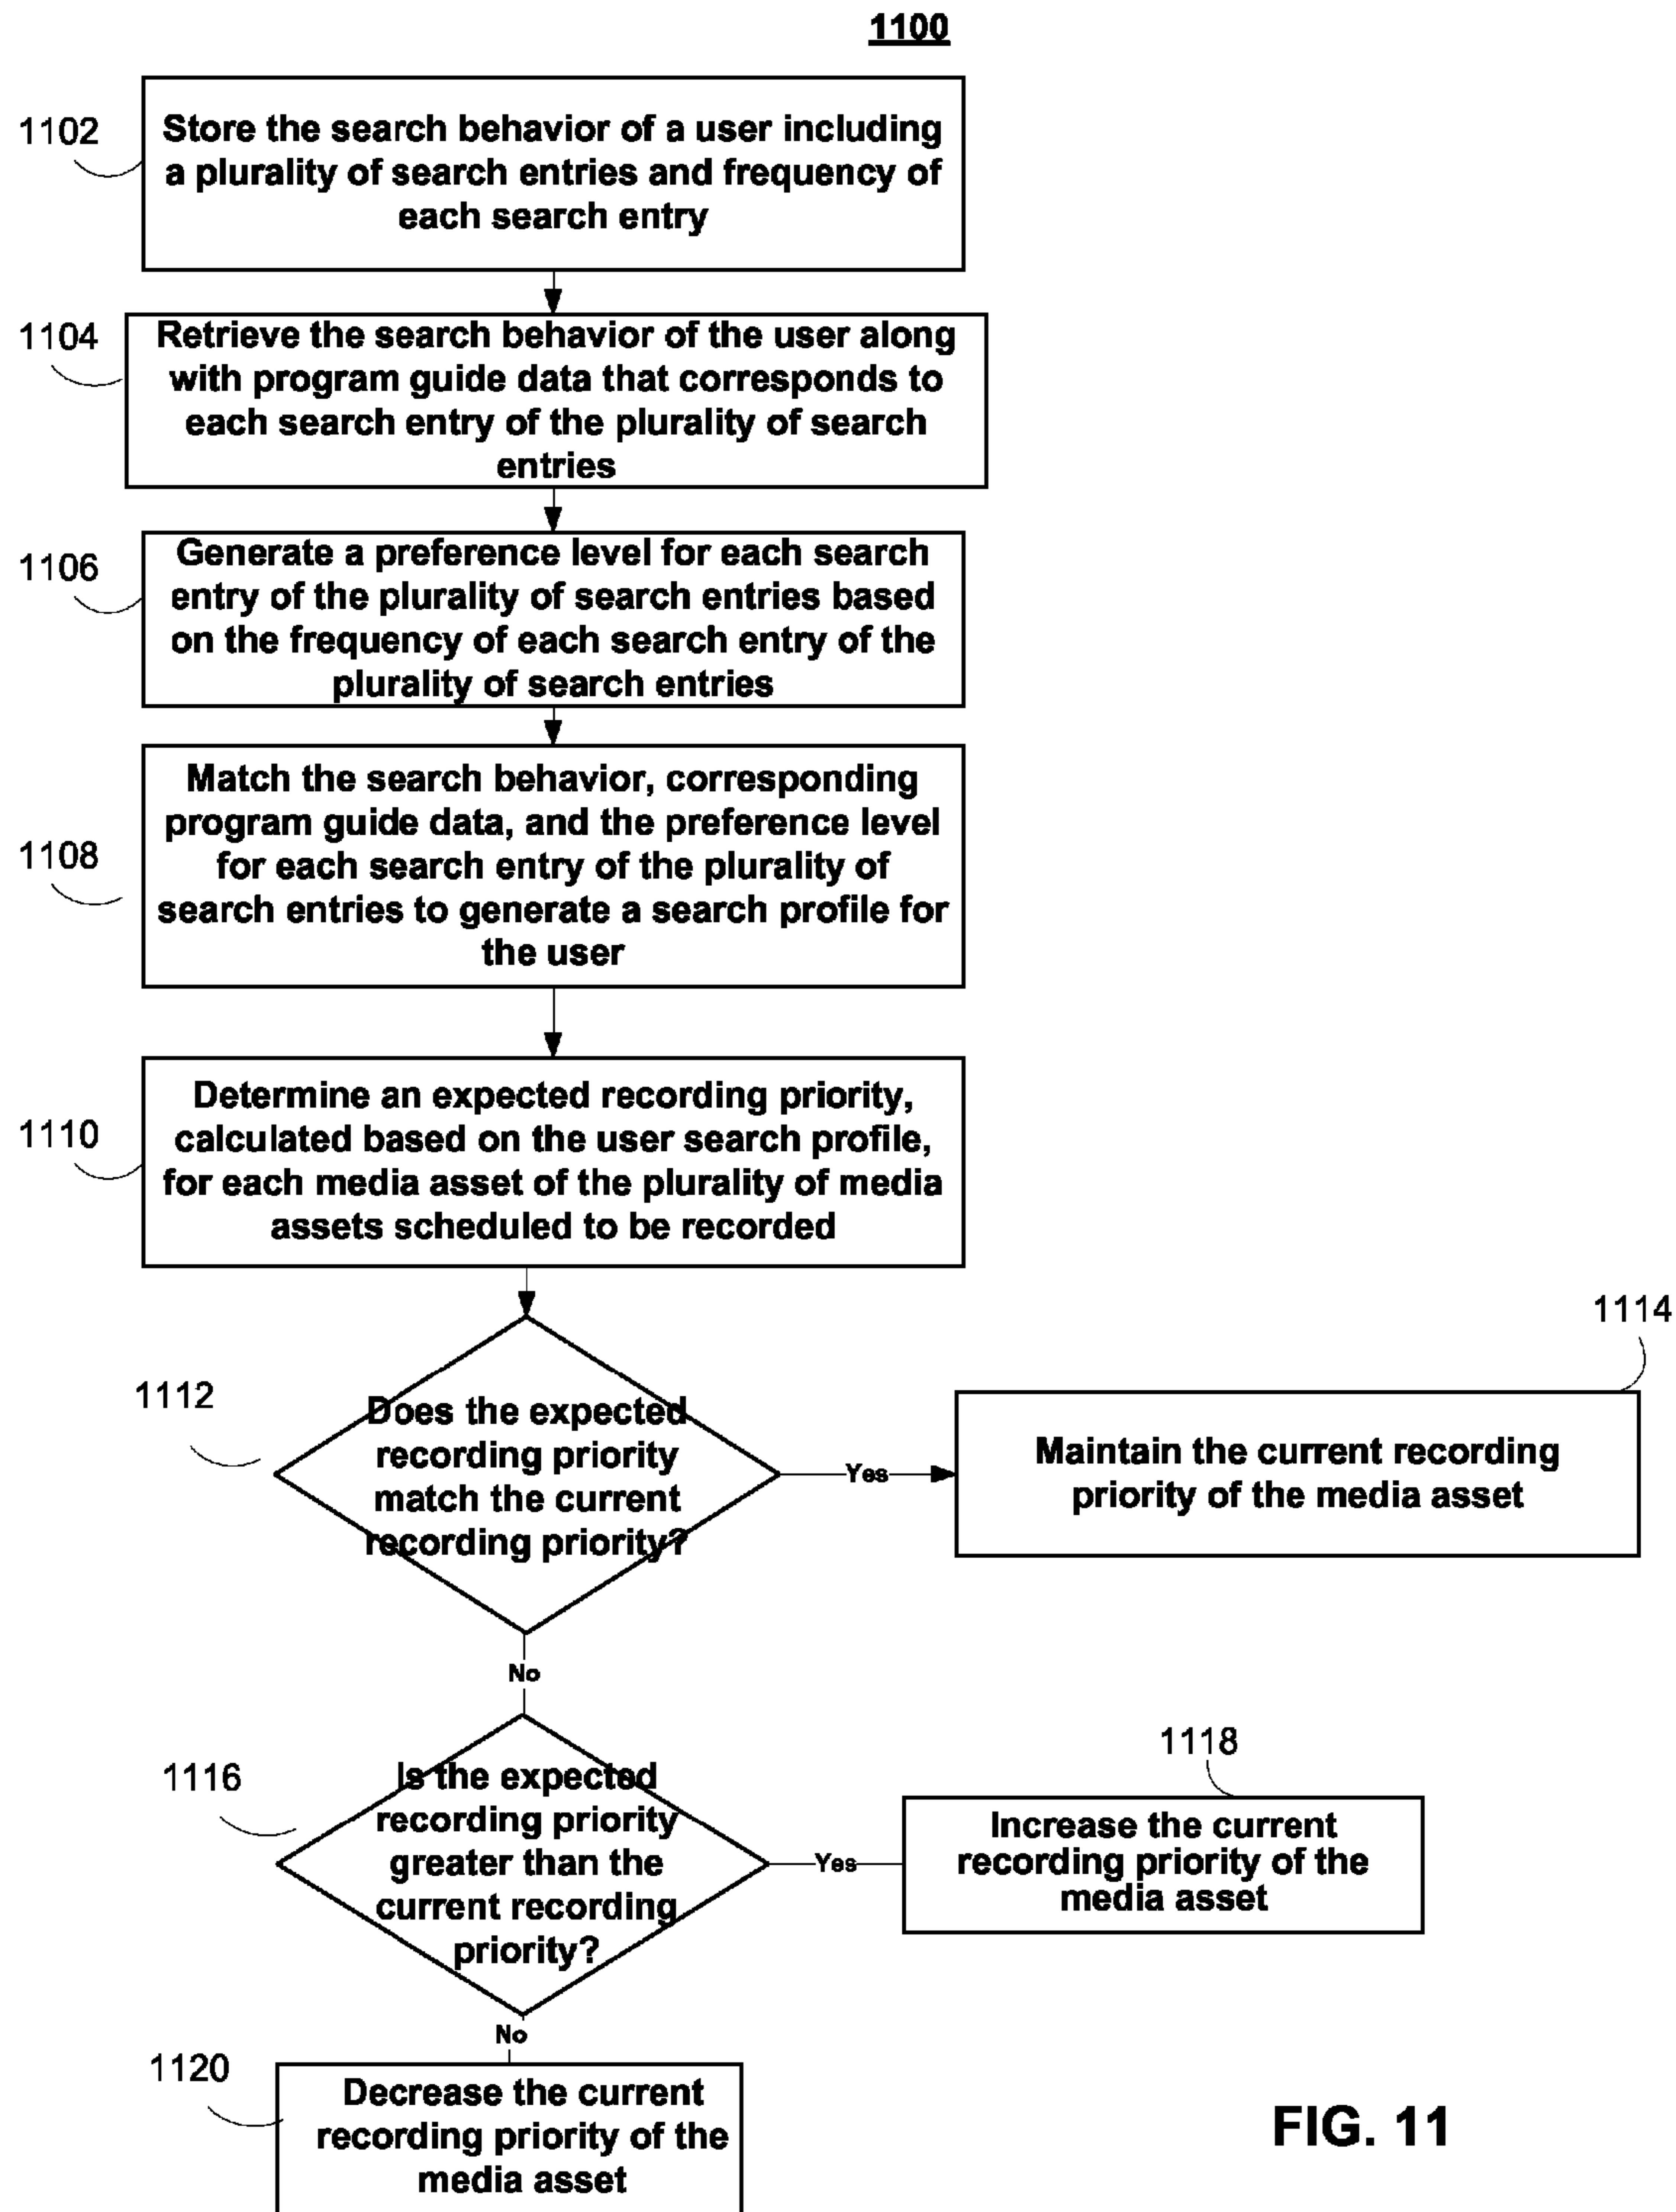 1100
1102
Store the search behavior of a user including
a plurality of search entries and frequency of
each search entry
1104
Retrieve the search behavior of the user along
with program guide data that corresponds to
each search entry of the plurality of search
entries
1106
Generate a preference level for each search
entry of the plurality of search entries based
on the frequency of each search entry of the
plurality of search entries
1108
Match the search behavior, corresponding
program guide data, and the preference level
for each search entry of the plurality of
search entries to generate a search profile for
the user
1110
Determine an expected recording priority,
calculated based on the user search profile,
for each media asset of the plurality of media
assets scheduled to be recorded
1112
Does the expected
recording priority
match the current
recording priority?
Yes
1114
Maintain the current recording
priority of the media asset
No
1116
Is the expected
recording priority
greater than the
current recording
priority?
Yes
1118
Increase the current
recording priority of the
media asset
No
1120
Decrease the current
recording priority of the
media asset
FIG. 11